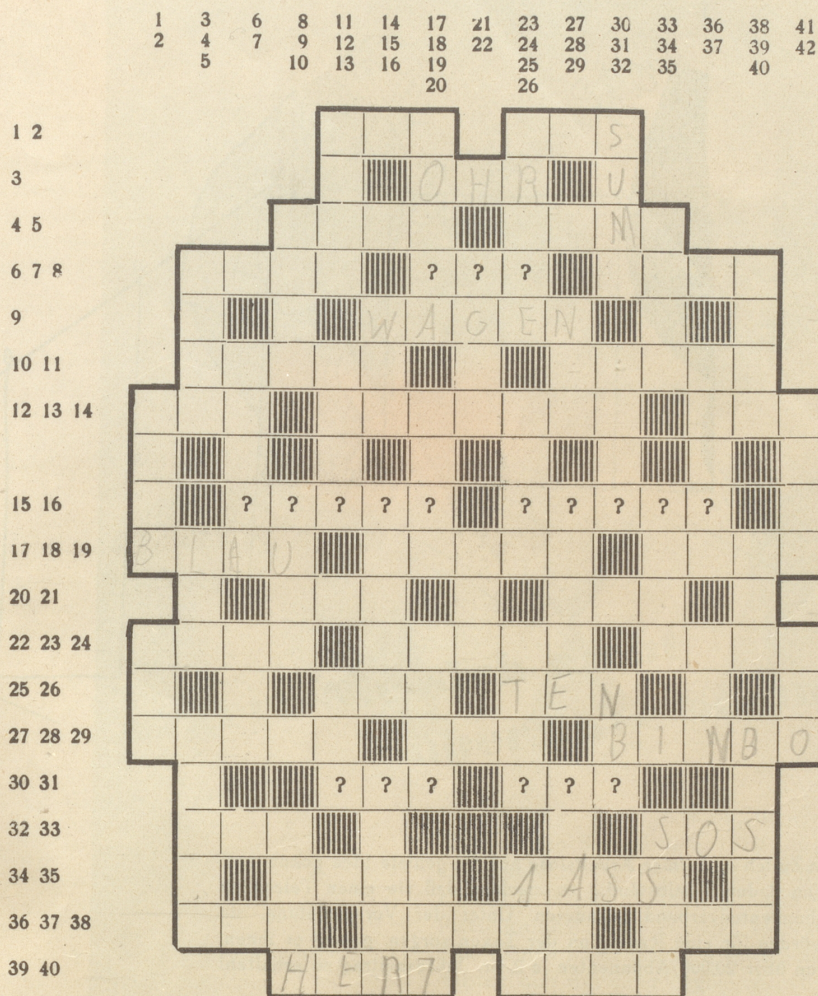 1 3 6 8 11 14 17 21 23 27 30 33 36 38 41
2 4 7 9 12 15 18 22 24 28 31 34 37 39 42
5 10 13 16 19 25 29 32 35 40
20 26
1 2 S
3 OHR U
4 5 M
6 7 8 ? ? ?
9 WAGEN
10 11
12 13 14
15 16 ? ? ? ? ? ? ? ? ? ?
17 18 19 BLAU
20 21
22 23 24
25 26 TEN
27 28 29 BIMBO
30 31 ? ? ? ? ? ?
32 33 SOS
34 35 JASS
36 37 38
39 40 HERZ